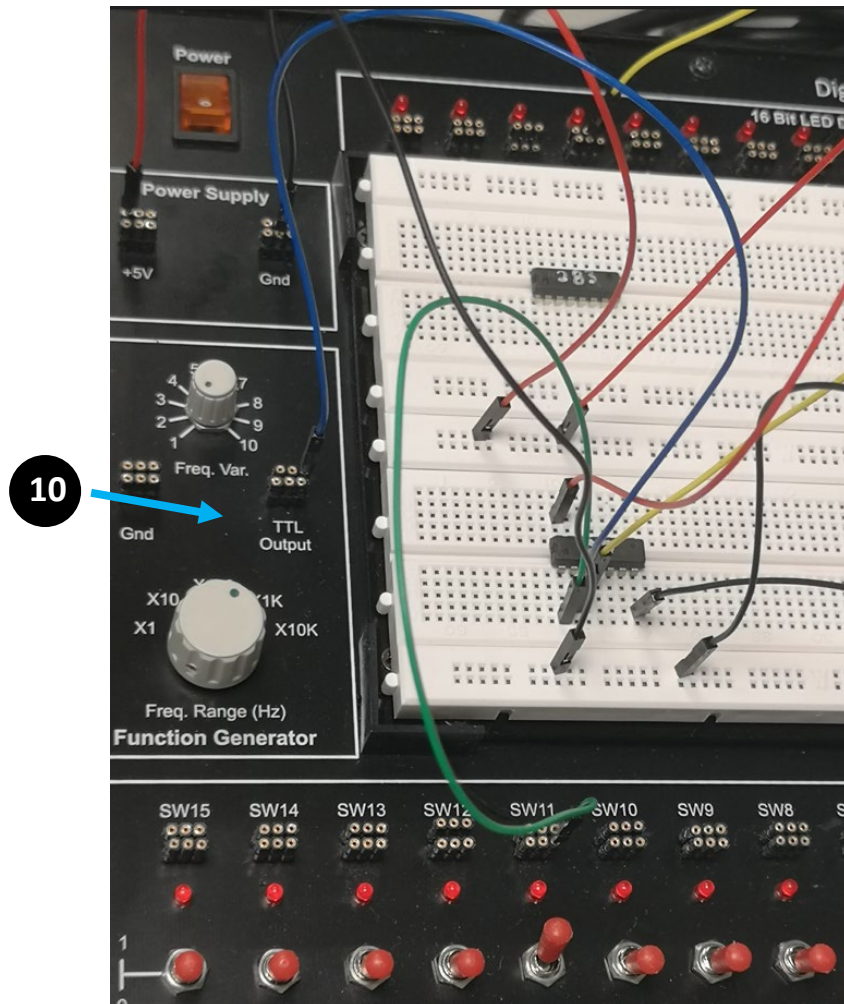 Power
Dig
16 Bit LED D
Power Supply
+5V
Gnd
5
4
3
2
1
7
8
9
10
Freq. Var.
10
Gnd
TTL
Output
X1
X10
X1K
X10K
Freq. Range (Hz)
Function Generator
SW15
SW14
SW13
SW12
SW11
SW10
SW9
SW8
1
0